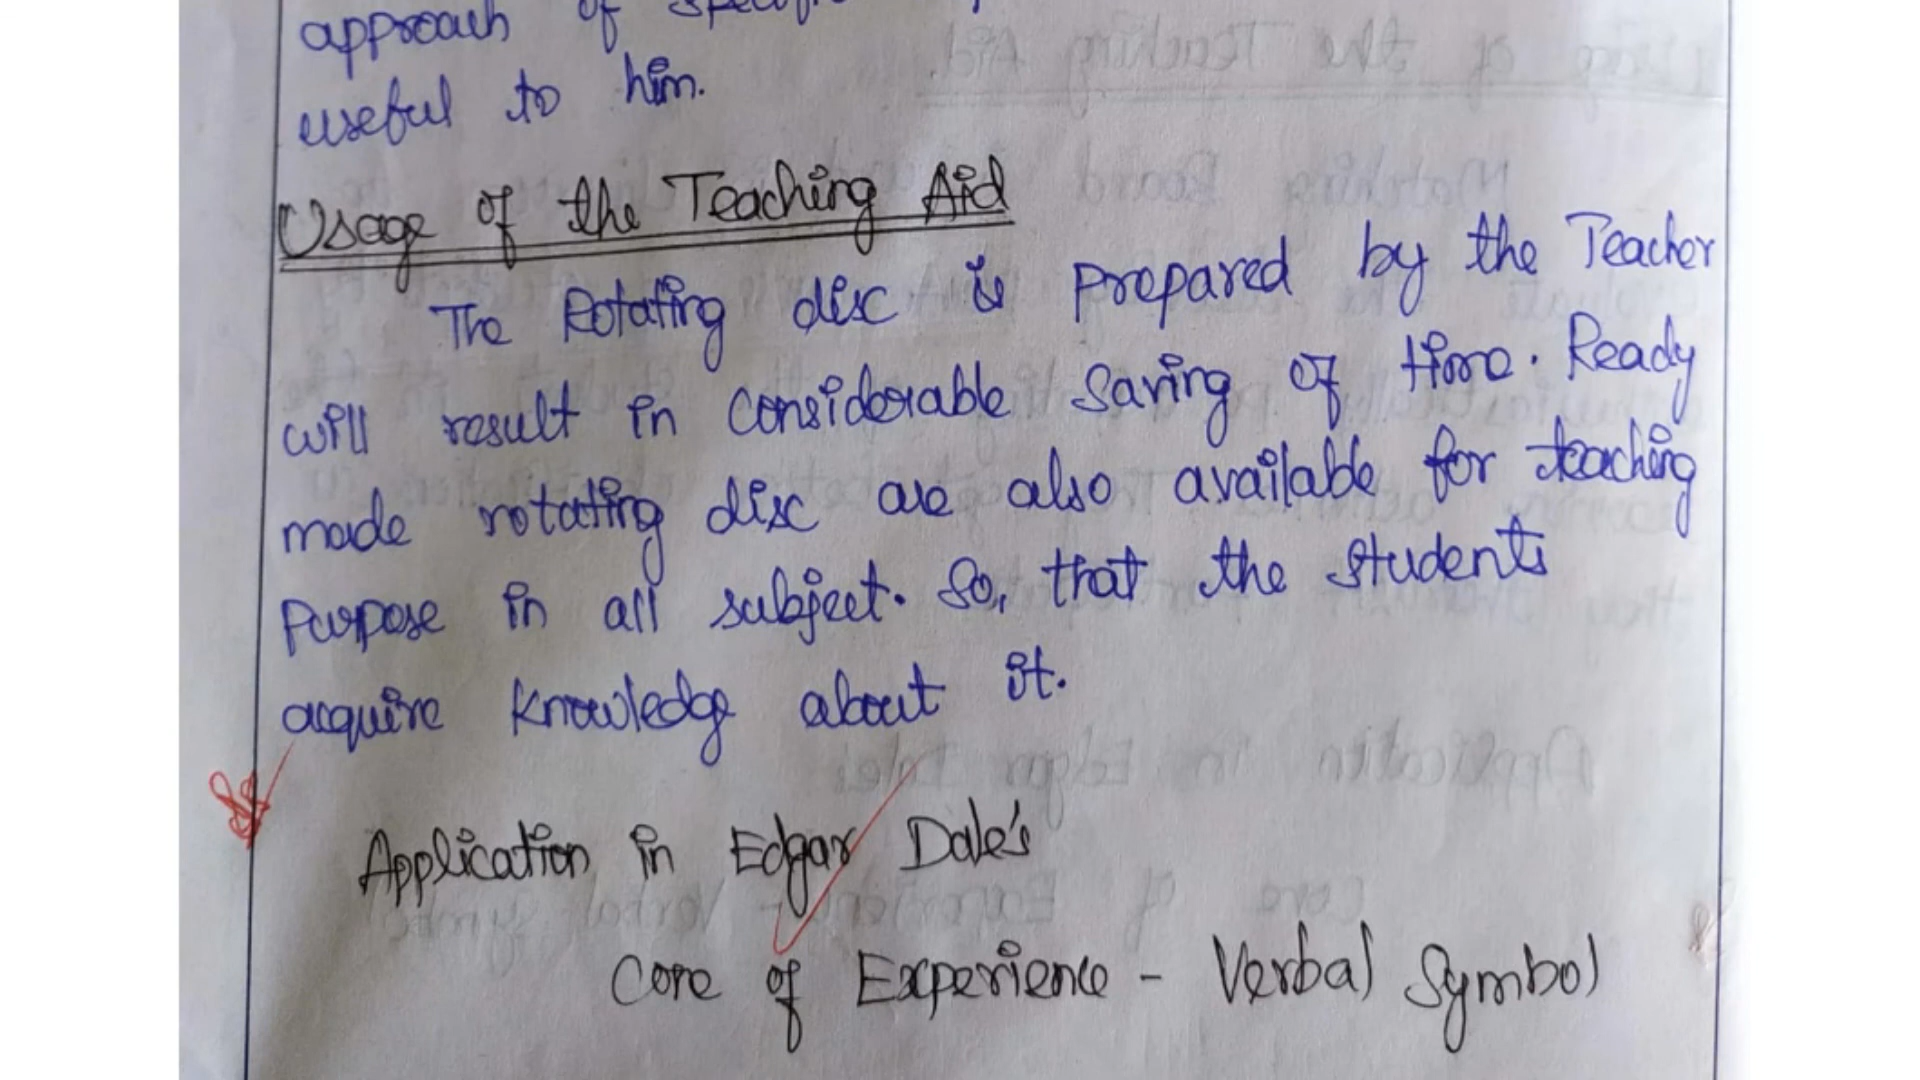 approach of
useful to him.
Usage of the Teaching Aid
The Rotating disc is prepared by the Teacher
will result in considerable saving of time. Ready
made rotating disc are also available for teaching
purpose in all subject. So, that the students
acquire knowledge about it.
Application in Edgar Dale's
Cone of Experience - Verbal Symbol